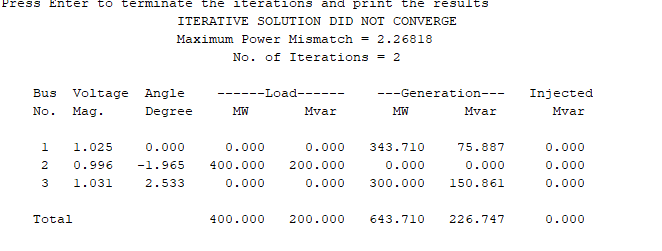 Press Enter to terminate the iterations and print the results
ITERATIVE SOLUTION DID NOT CONVERGE
Maximum Power Mismatch = 2.26818
No. of Iterations = 2
Bus Voltage Angle ------Load------ ---Generation--- Injected
No. Mag. Degree MW Mvar MW Mvar Mvar
1 1.025 0.000 0.000 0.000 343.710 75.887 0.000
2 0.996 -1.965 400.000 200.000 0.000 0.000 0.000
3 1.031 2.533 0.000 0.000 300.000 150.861 0.000
Total 400.000 200.000 643.710 226.747 0.000